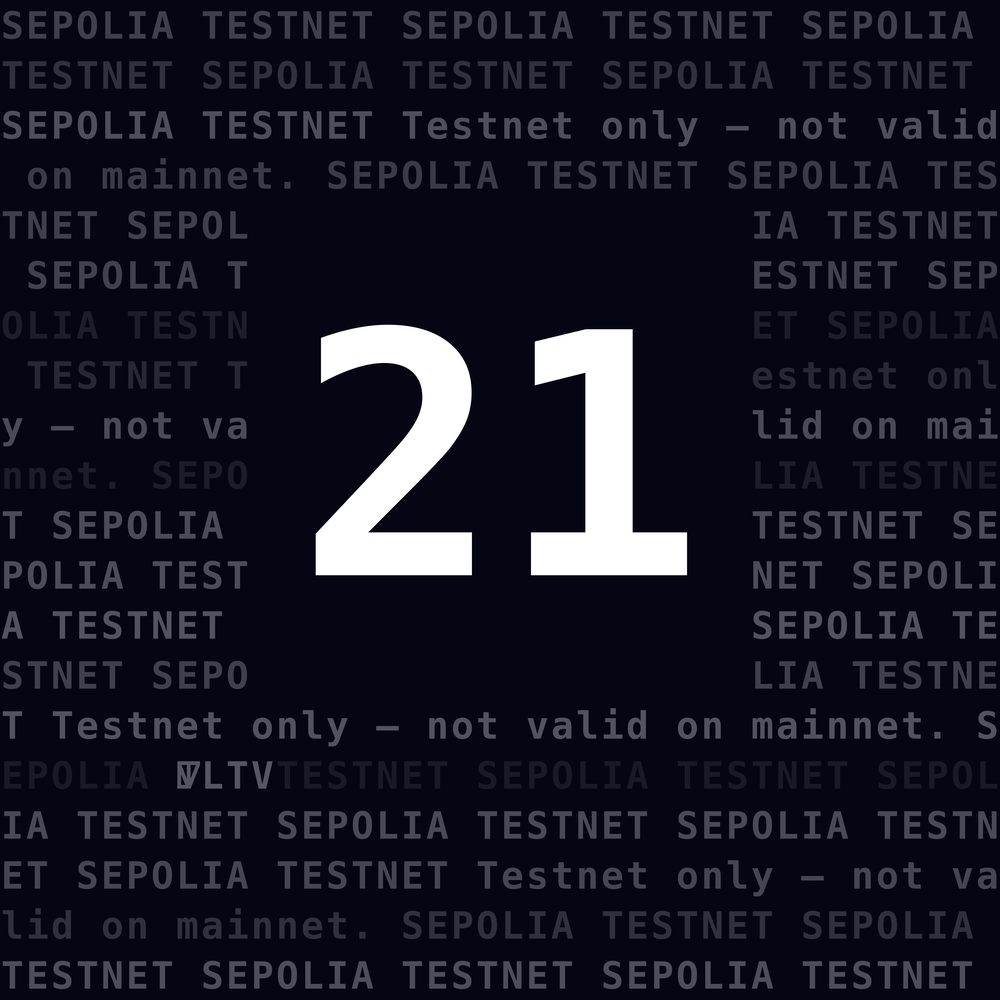 SEPOLIA TESTNET SEPOLIA TESTNET SEPOLIA
TESTNET SEPOLIA TESTNET SEPOLIA TESTNET
SEPOLIA TESTNET Testnet only — not valid
on mainnet. SEPOLIA TESTNET SEPOLIA TES
TNET SEPOL IA TESTNET
SEPOLIA T ESTNET SEP
OLIA TESTN ET SEPOLIA
TESTNET T estnet onl
y — not va lid on mai
nnet. SEPO LIA TESTNE
21
T SEPOLIA TESTNET SE
POLIA TEST NET SEPOLI
A TESTNET SEPOLIA TE
STNET SEPO LIA TESTNE
T Testnet only — not valid on mainnet. S
EPOLIA VLTV TESTNET SEPOLIA TESTNET SEPOL
IA TESTNET SEPOLIA TESTNET SEPOLIA TESTN
ET SEPOLIA TESTNET Testnet only — not va
lid on mainnet. SEPOLIA TESTNET SEPOLIA
TESTNET SEPOLIA TESTNET SEPOLIA TESTNET